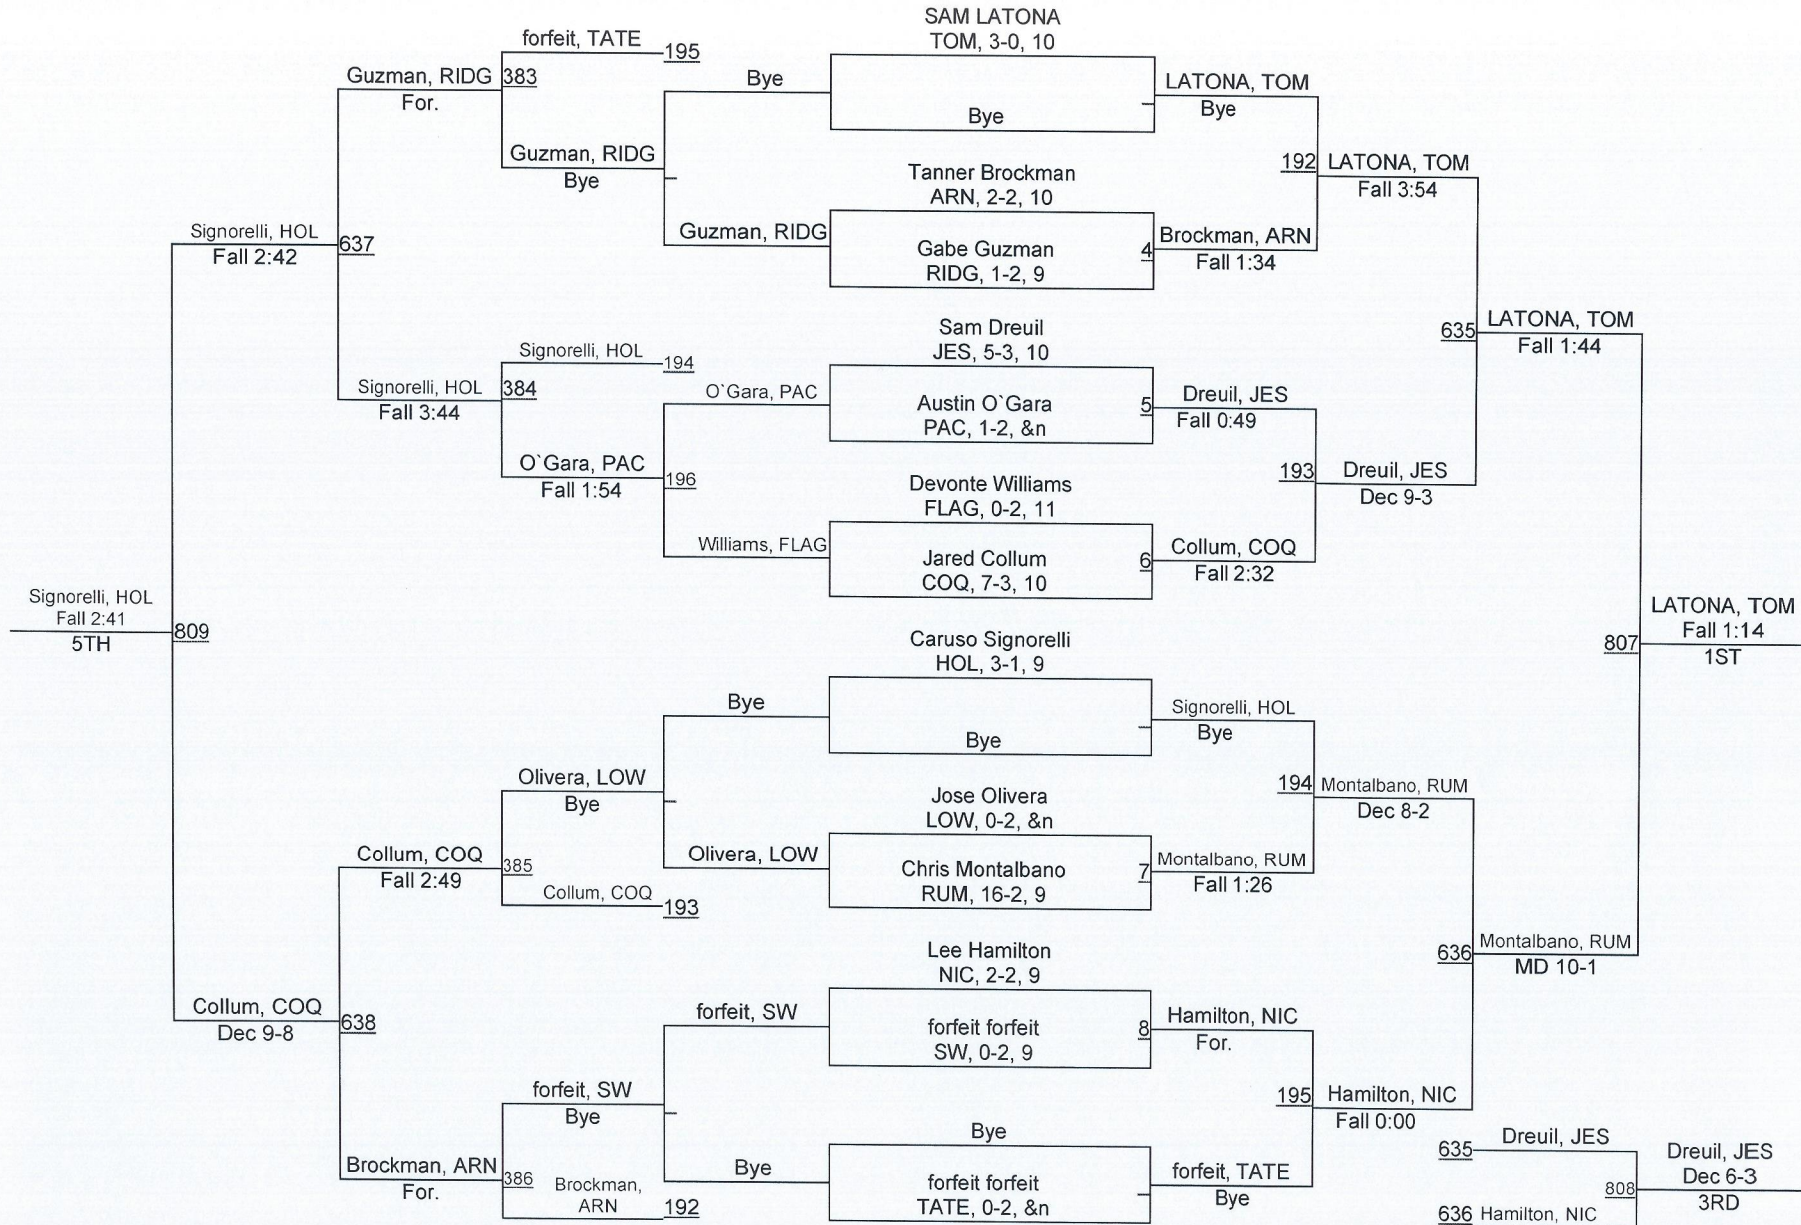 SAM LATONA
TOM, 3-0, 10
forfeit, TATE
195
Guzman, RIDG
383
For.
Bye
LATONA, TOM
Bye
Bye
Guzman, RIDG
Bye
192
LATONA, TOM
Fall 3:54
Tanner Brockman
ARN, 2-2, 10
Signorelli, HOL
637
Fall 2:42
Guzman, RIDG
Gabe Guzman
RIDG, 1-2, 9
4
Brockman, ARN
Fall 1:34
Sam Dreuil
JES, 5-3, 10
635
LATONA, TOM
Fall 1:44
Signorelli, HOL
194
Signorelli, HOL
384
Fall 3:44
O`Gara, PAC
Austin O`Gara
PAC, 1-2, &n
5
Dreuil, JES
Fall 0:49
O`Gara, PAC
196
Fall 1:54
193
Dreuil, JES
Dec 9-3
Devonte Williams
FLAG, 0-2, 11
Williams, FLAG
Jared Collum
COQ, 7-3, 10
6
Collum, COQ
Fall 2:32
Signorelli, HOL
Fall 2:41
809
5TH
LATONA, TOM
Fall 1:14
807
1ST
Caruso Signorelli
HOL, 3-1, 9
Bye
Bye
Signorelli, HOL
Bye
Olivera, LOW
Bye
194
Montalbano, RUM
Dec 8-2
Jose Olivera
LOW, 0-2, &n
Collum, COQ
385
Fall 2:49
Olivera, LOW
Chris Montalbano
RUM, 16-2, 9
7
Montalbano, RUM
Fall 1:26
Collum, COQ
193
Lee Hamilton
NIC, 2-2, 9
636
Montalbano, RUM
MD 10-1
Collum, COQ
638
Dec 9-8
forfeit, SW
forfeit forfeit
SW, 0-2, 9
8
Hamilton, NIC
For.
forfeit, SW
Bye
195
Hamilton, NIC
Fall 0:00
Bye
635
Dreuil, JES
Brockman, ARN
386
For.
Brockman,
ARN
192
Bye
forfeit forfeit
TATE, 0-2, &n
forfeit, TATE
Bye
Dreuil, JES
Dec 6-3
808
3RD
636
Hamilton, NIC